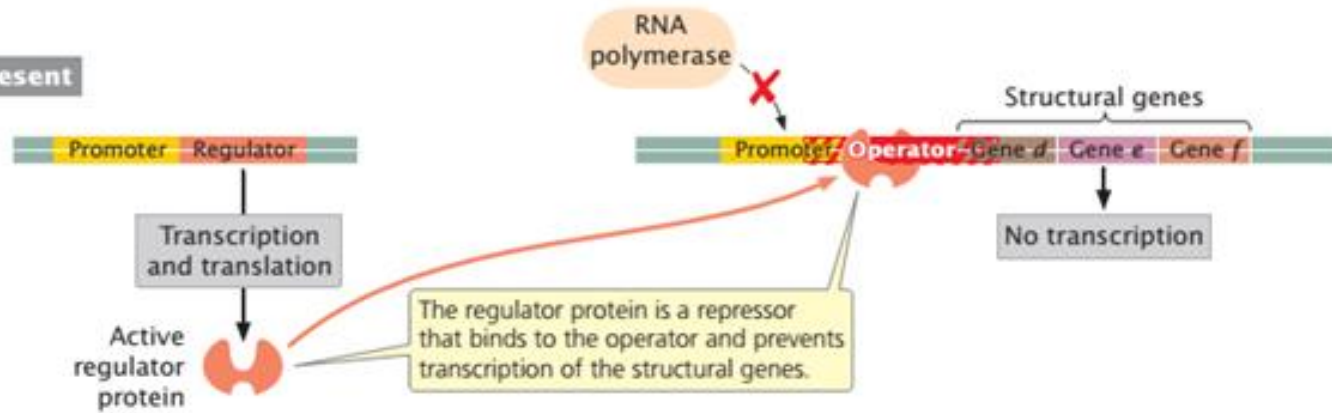 esent
RNA
polymerase
Structural genes
Promoter Regulator
Promoter Operator Gene d Gene e Gene f
Transcription
and translation
No transcription
The regulator protein is a repressor
that binds to the operator and prevents
transcription of the structural genes.
Active
regulator
protein